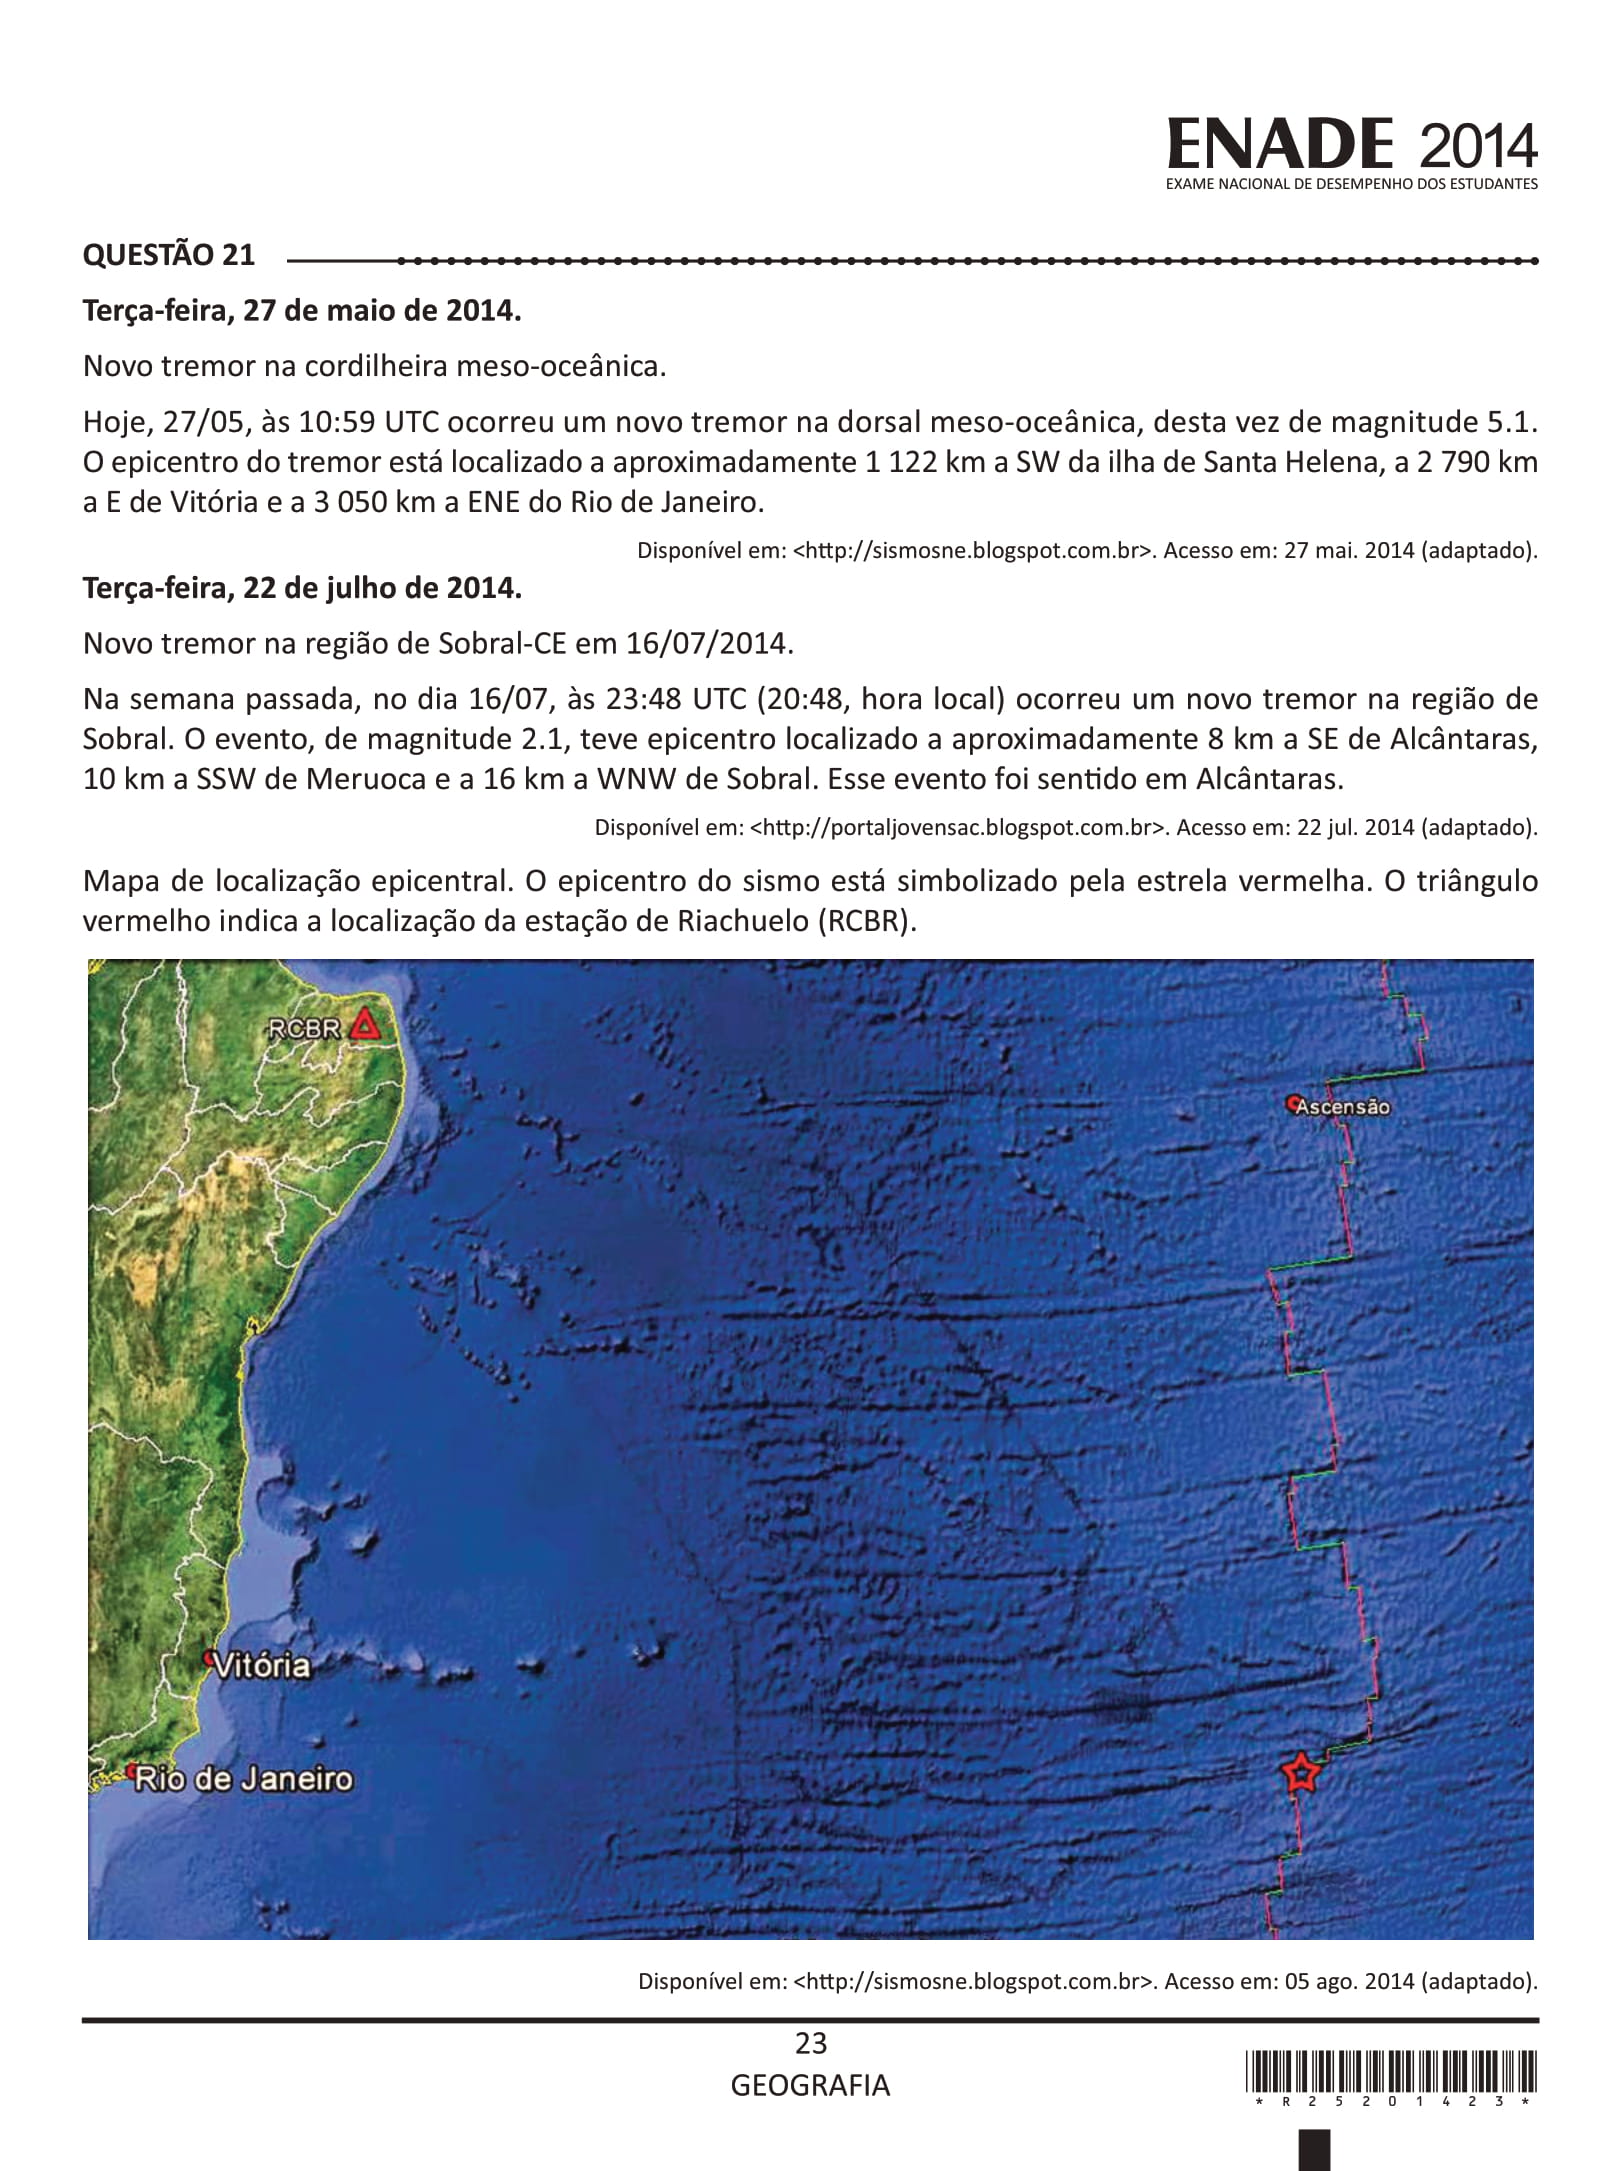 ENADE 2014
EXAME NACIONAL DE DESEMPENHO DOS ESTUDANTES
QUESTÃO 21
Terça-feira, 27 de maio de 2014.
Novo tremor na cordilheira meso-oceânica.
Hoje, 27/05, às 10:59 UTC ocorreu um novo tremor na dorsal meso-oceânica, desta vez de magnitude 5.1.
O epicentro do tremor está localizado a aproximadamente 1 122 km a SW da ilha de Santa Helena, a 2 790 km
a E de Vitória e a 3 050 km a ENE do Rio de Janeiro.
Disponível em: <http://sismosne.blogspot.com.br>. Acesso em: 27 mai. 2014 (adaptado).
Terça-feira, 22 de julho de 2014.
Novo tremor na região de Sobral-CE em 16/07/2014.
Na semana passada, no dia 16/07, às 23:48 UTC (20:48, hora local) ocorreu um novo tremor na região de
Sobral. O evento, de magnitude 2.1, teve epicentro localizado a aproximadamente 8 km a SE de Alcântaras,
10 km a SSW de Meruoca e a 16 km a WNW de Sobral. Esse evento foi sentido em Alcântaras.
Disponível em: <http://portaljovensac.blogspot.com.br>. Acesso em: 22 jul. 2014 (adaptado).
Mapa de localização epicentral. O epicentro do sismo está simbolizado pela estrela vermelha. O triângulo
vermelho indica a localização da estação de Riachuelo (RCBR).
RCBR
Ascensão
Vitória
Rio de Janeiro
Disponível em: <http://sismosne.blogspot.com.br>. Acesso em: 05 ago. 2014 (adaptado).
23
GEOGRAFIA
* R 2 5 2 0 1 4 2 3 *